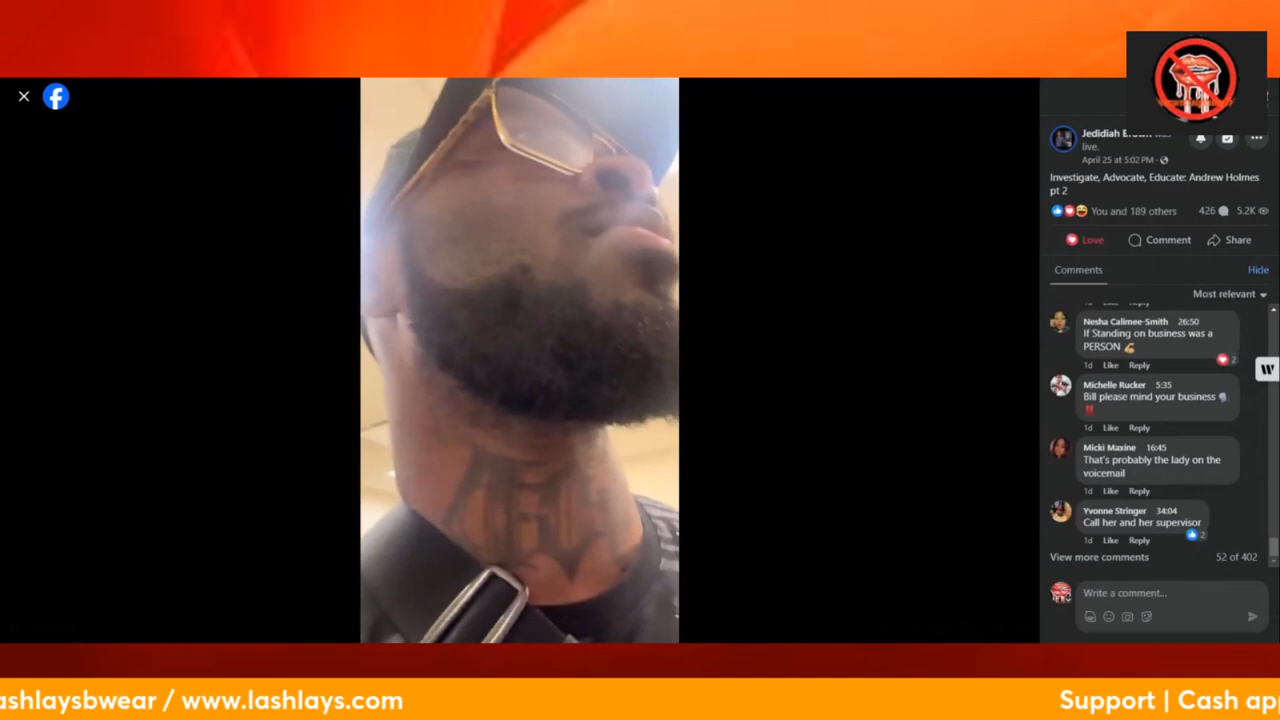 Jedidiah
live.
April 25 at 5:02 PM
Investigate, Advocate, Educate: Andrew Holmes
pt 2
You and 189 others 426 5.2K
Love Comment Share
Comments Hide
Most relevant
Nesha Calimee-Smith 26:50
If Standing on business was a
PERSON 💪
2
1d Like Reply
Michelle Rucker 5:35
Bill please mind your business
‼️
1d Like Reply
Micki Maxine 16:45
That's probably the lady on the
voicemail
1d Like Reply
Yvonne Stringer 34:04
Call her and her supervisor
2
1d Like Reply
View more comments 52 of 402
Write a comment...
W
ashlaysbwear / www.lashlays.com
Support | Cash app